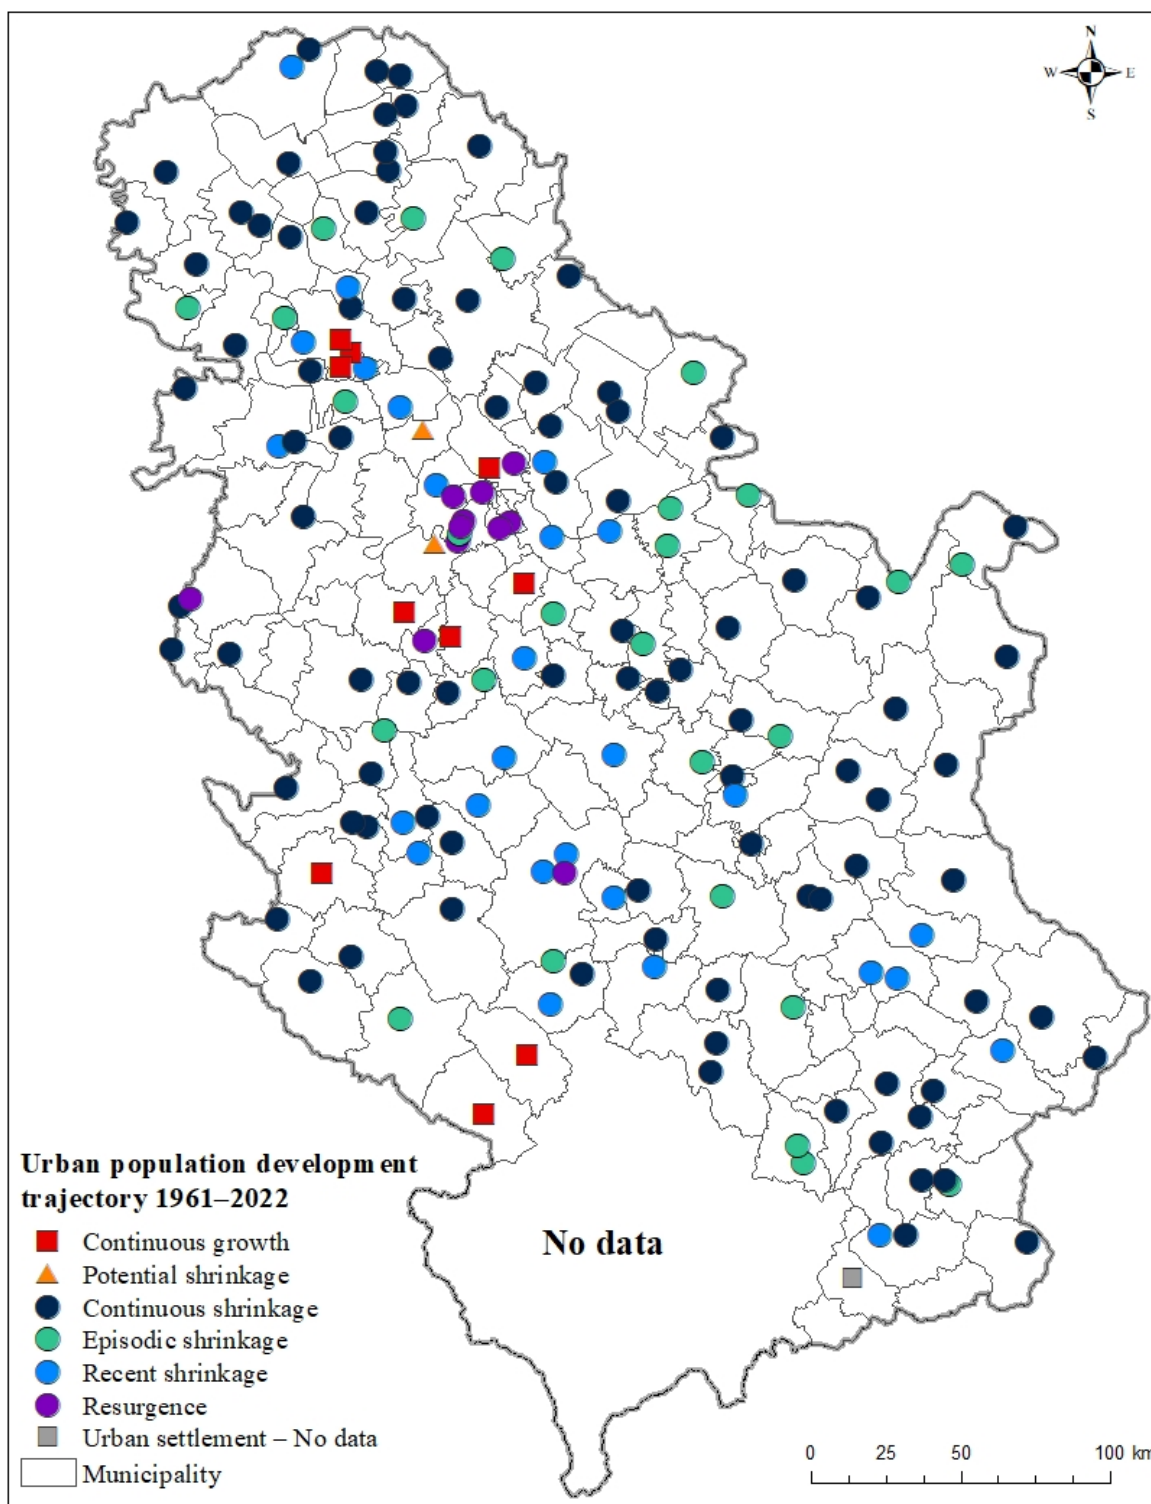 N
W E
S
No data
Urban population development
trajectory 1961–2022
Continuous growth
Potential shrinkage
Continuous shrinkage
Episodic shrinkage
Recent shrinkage
Resurgence
Urban settlement – No data
Municipality
0 25 50 100 km